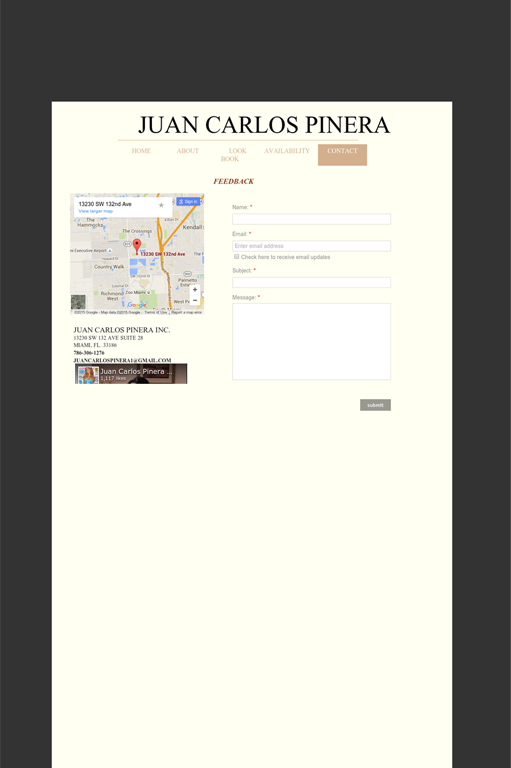 JUAN CARLOS PINERA
HOME
ABOUT
LOOK
BOOK
AVAILABILITY
CONTACT
FEEDBACK
13230 SW 132nd Ave
View larger map
Sign in
The
Hammocks
The Crossings
Kendall
Executive Airport
13230 SW 132nd Ave
Country Walk
Richmond
West
Zoo Miami
Palmetto
Estates
West P
Google
©2015 Google - Map data ©2015 Google
Terms of Use
Report a map error
JUAN CARLOS PINERA INC.
13230 SW 132 AVE SUITE 28
MIAMI, FL. 33186
786-306-1276
JUANCARLOSPINERA1@GMAIL.COM
Juan Carlos Pinera ...
1,117 likes
Name: *
Email: *
Enter email address
Check here to receive email updates
Subject: *
Message: *
submit